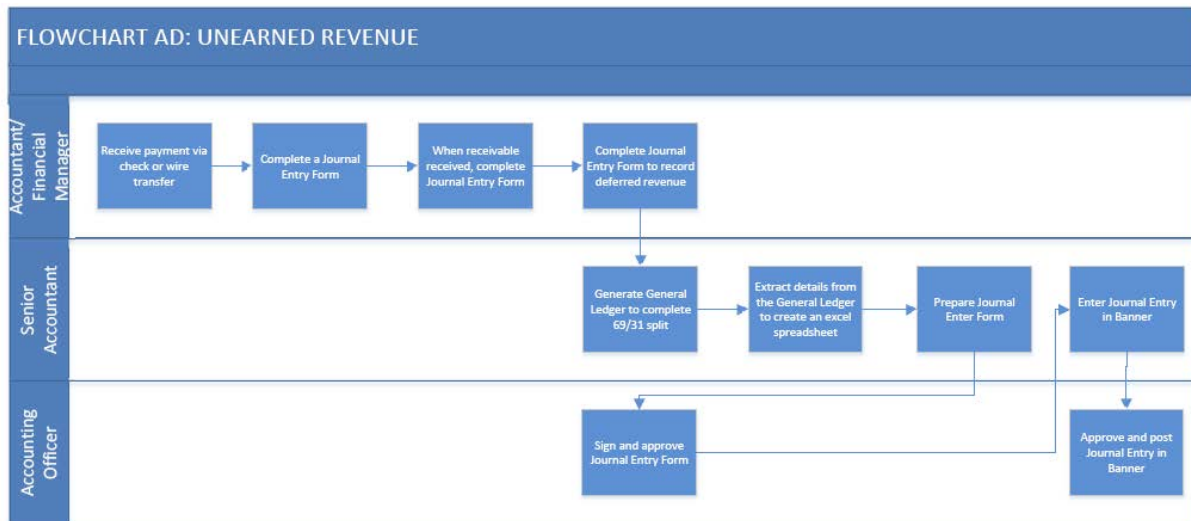 FLOWCHART AD: UNEARNED REVENUE
Accountant/
Financial
Manager
Receive payment via
check or wire
transfer
Complete a Journal
Entry Form
When receivable
received, complete
Journal Entry Form
Complete Journal
Entry Form to record
deferred revenue
Senior
Accountant
Generate General
Ledger to complete
69/31 split
Extract details from
the General Ledger
to create an excel
spreadsheet
Prepare Journal
Enter Form
Enter Journal Entry
in Banner
Accounting
Officer
Sign and approve
Journal Entry Form
Approve and post
Journal Entry in
Banner